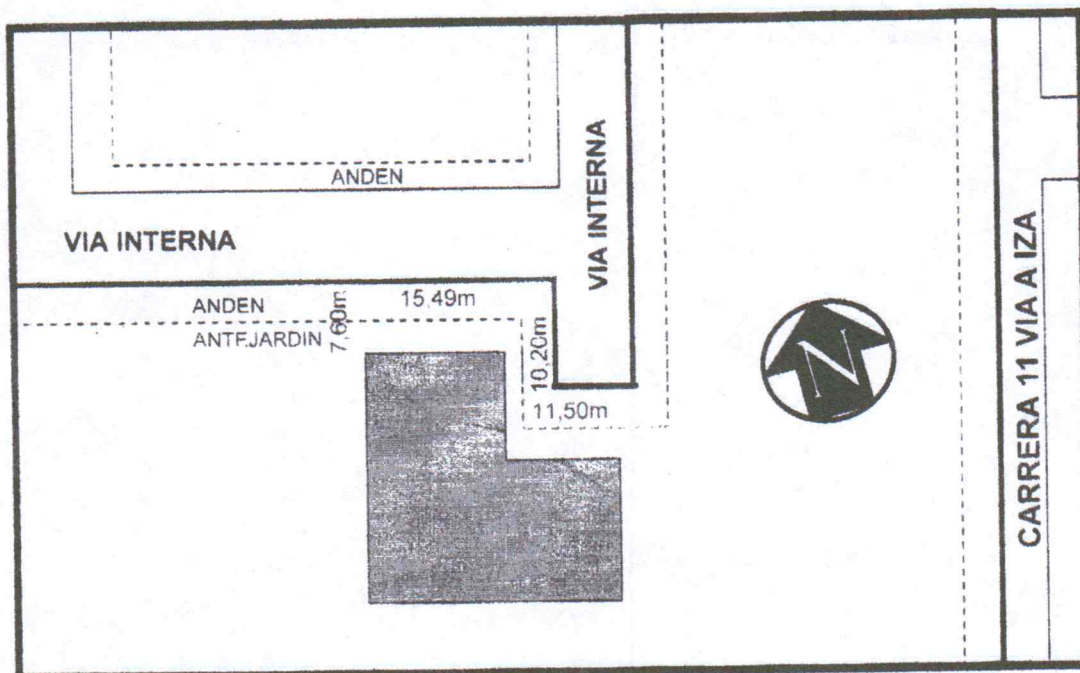 ANDEN
VIA INTERNA
VIA INTERNA
ANDEN
15,49m
ANTEJARDIN
7,60m
10,20m
11,50m
N
CARRERA 11 VIA A IZA